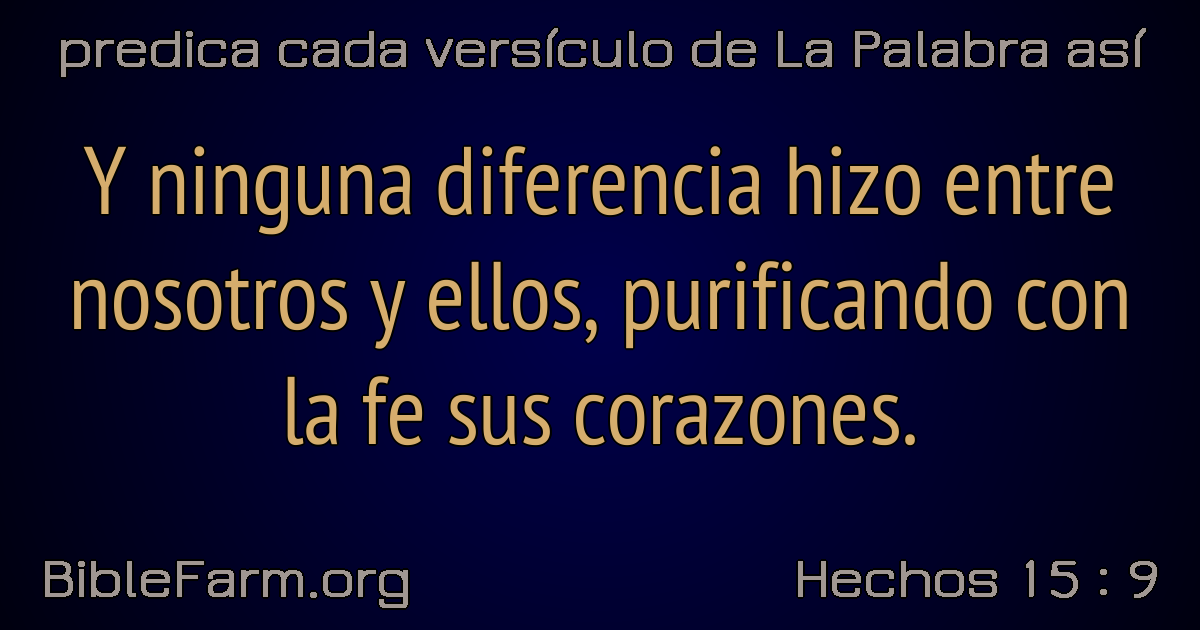 predica cada versículo de La Palabra así
Y ninguna diferencia hizo entre
nosotros y ellos, purificando con
la fe sus corazones.
BibleFarm.org
Hechos 15 : 9